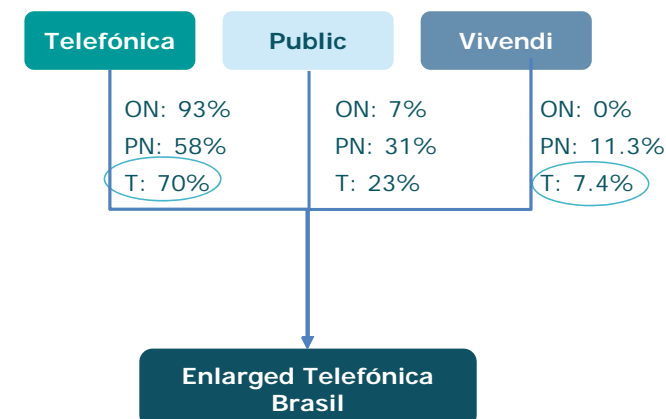 Telefónica
Public
Vivendi
ON: 93%
PN: 58%
T: 70%
ON: 7%
PN: 31%
T: 23%
ON: 0%
PN: 11.3%
T: 7.4%
Enlarged Telefónica
Brasil